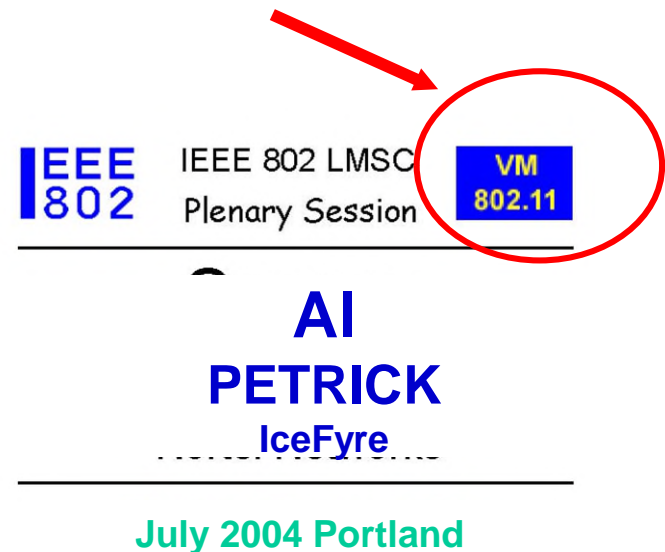 IEEE 802
IEEE 802 LMSC
Plenary Session
VM
802.11
Al
PETRICK
IceFyre
July 2004 Portland